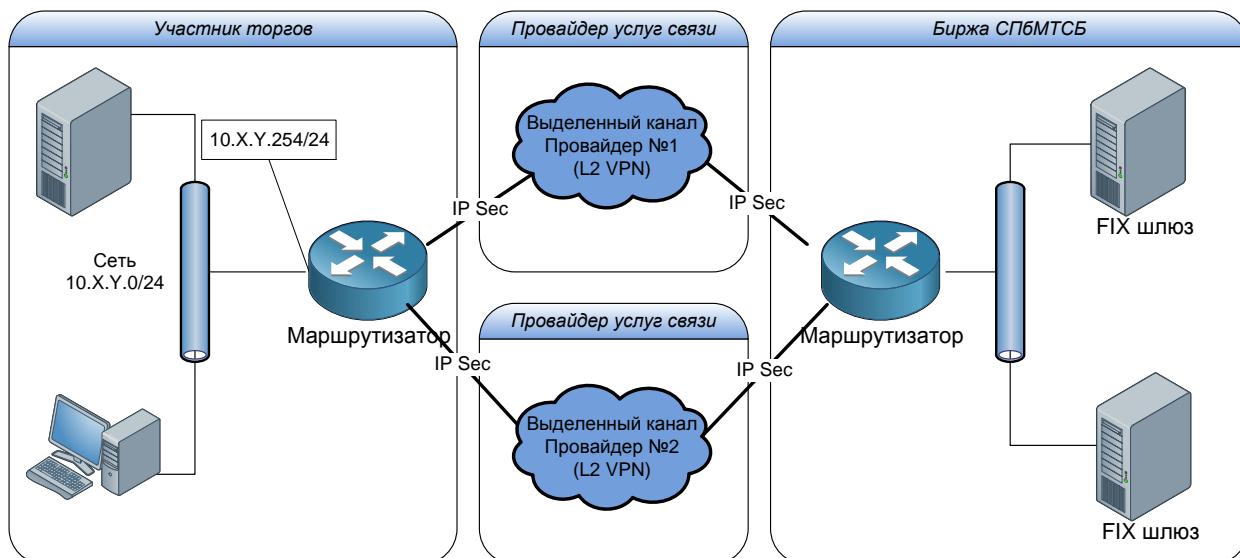 Участник торгов
Провайдер услуг связи
Биржа СПбМТСБ
10.X.Y.254/24
Выделенный канал
Провайдер №1
(L2 VPN)
IP Sec
IP Sec
FIX шлюз
Сеть
10.X.Y.0/24
Маршрутизатор
Маршрутизатор
Провайдер услуг связи
IP Sec
IP Sec
Выделенный канал
Провайдер №2
(L2 VPN)
FIX шлюз